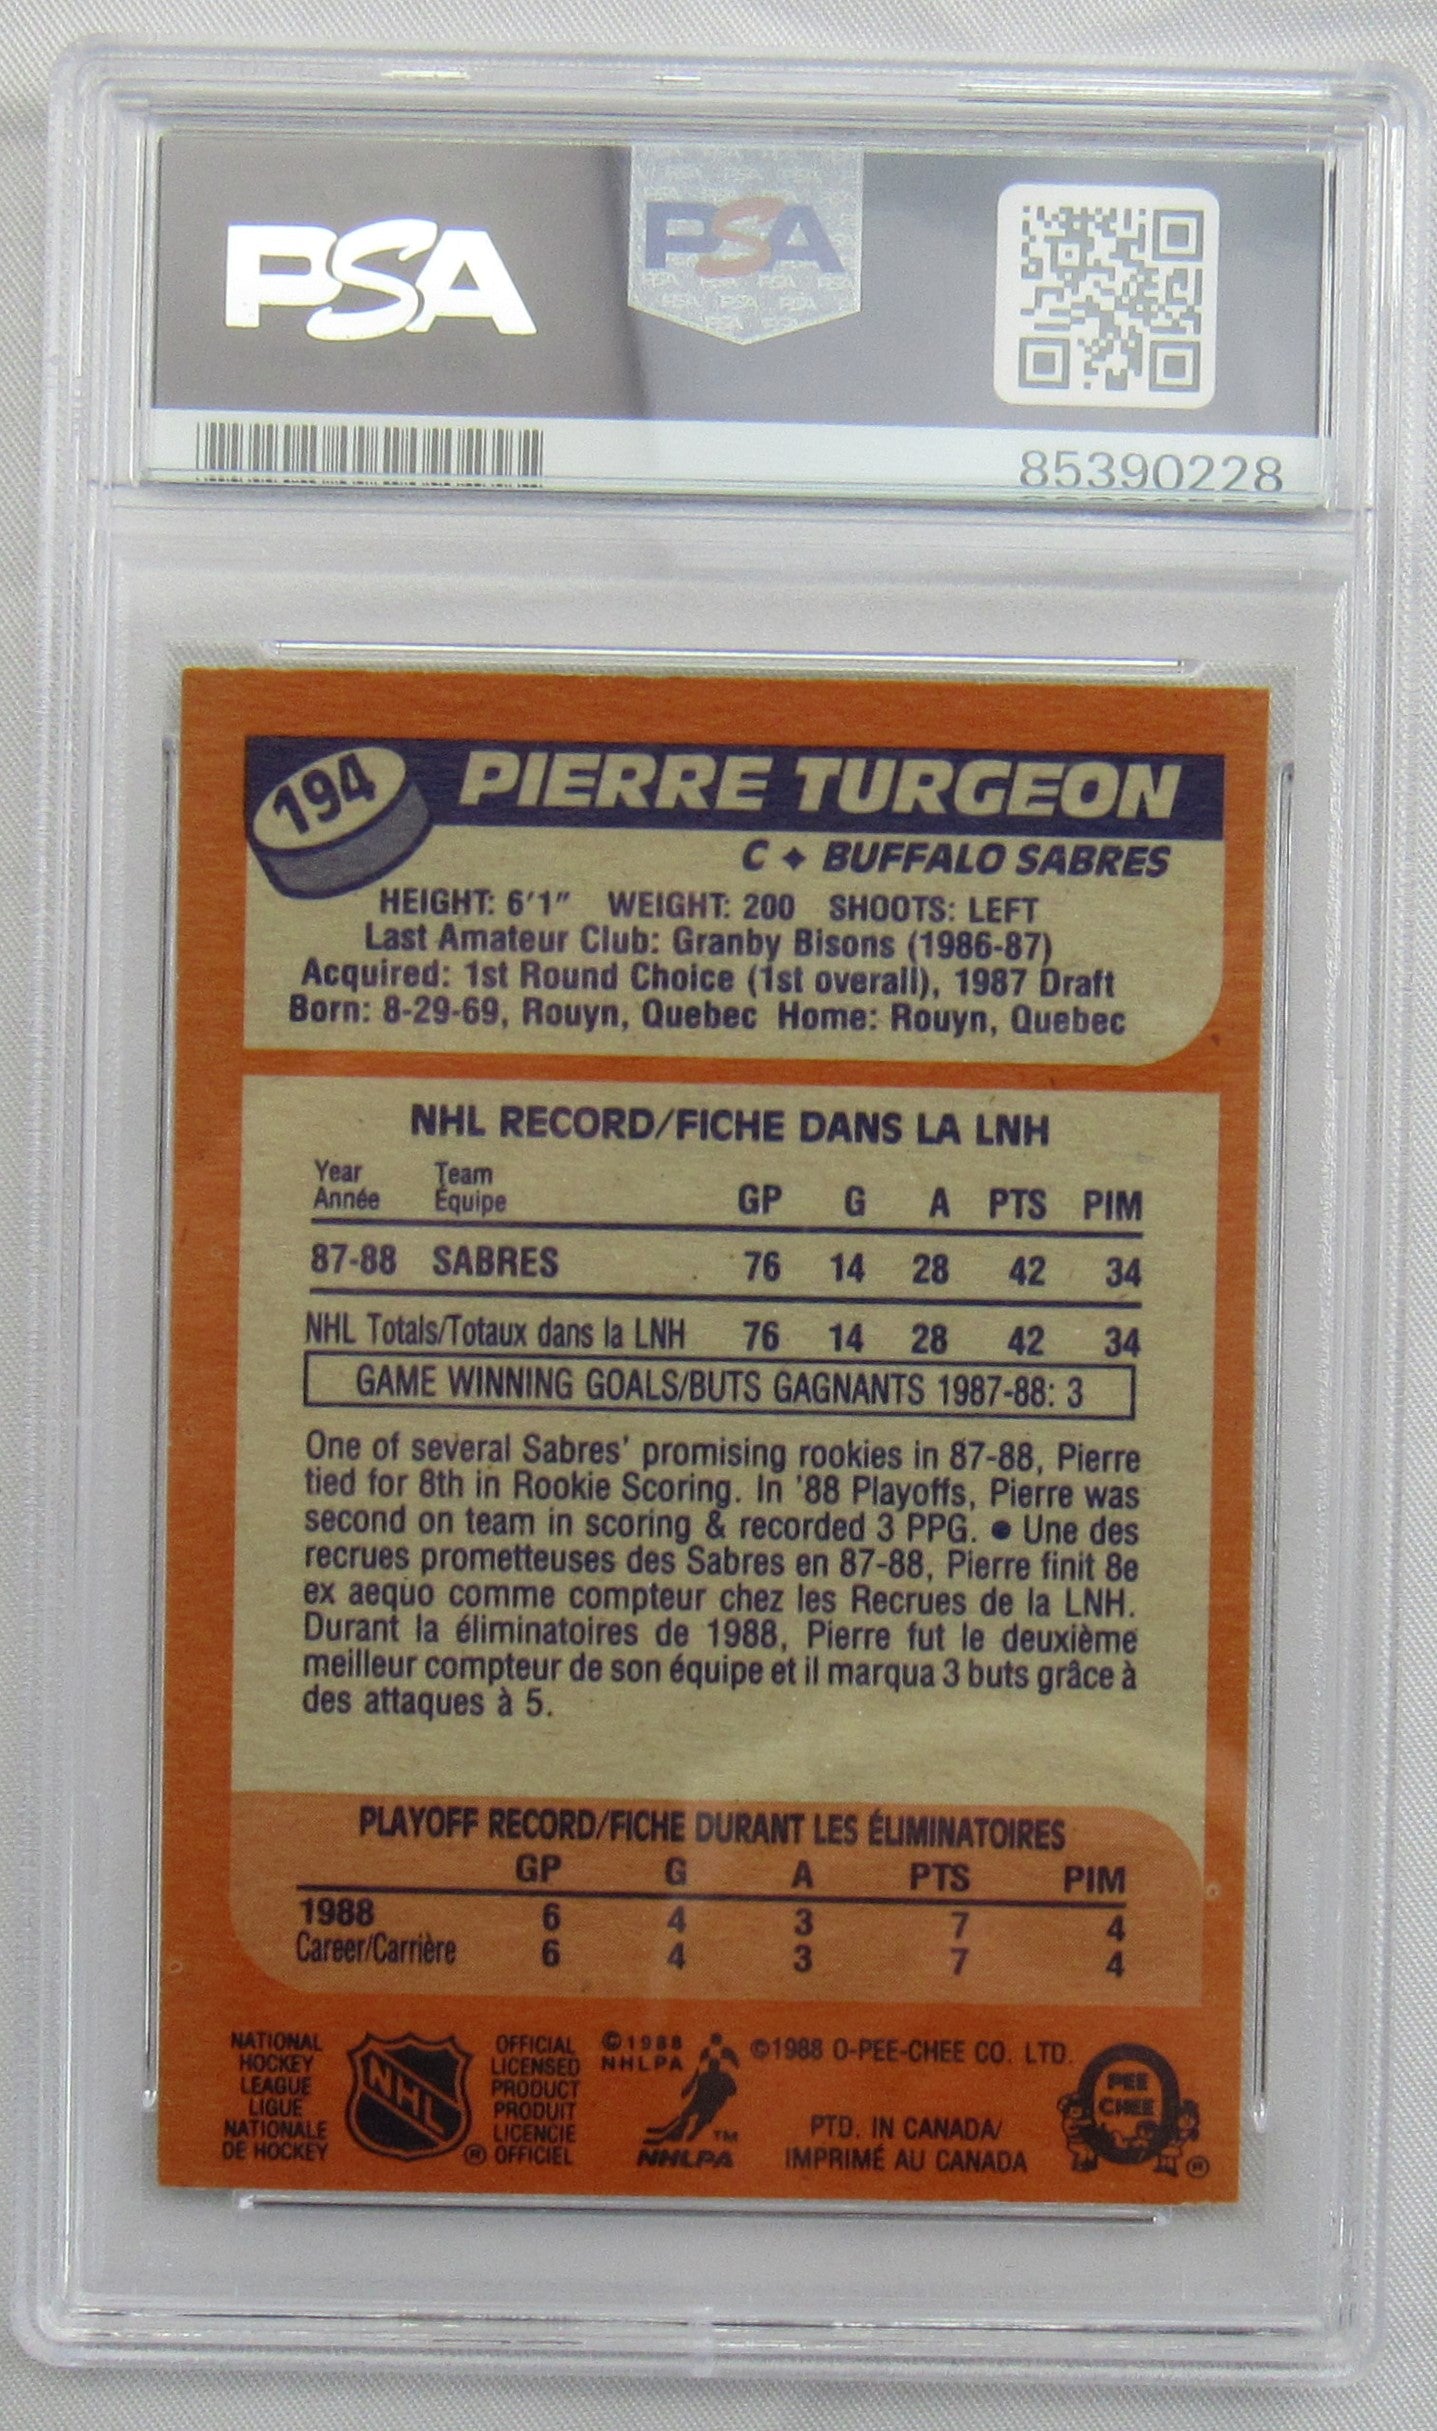 PSA
PSA
85390228
194
PIERRE TURGEON
C ♦ BUFFALO SABRES
HEIGHT: 6'1" WEIGHT: 200 SHOOTS: LEFT
Last Amateur Club: Granby Bisons (1986-87)
Acquired: 1st Round Choice (1st overall), 1987 Draft
Born: 8-29-69, Rouyn, Quebec Home: Rouyn, Quebec
NHL RECORD/FICHE DANS LA LNH
Year Team
Année Équipe GP G A PTS PIM
87-88 SABRES 76 14 28 42 34
NHL Totals/Totaux dans la LNH 76 14 28 42 34
GAME WINNING GOALS/BUTS GAGNANTS 1987-88: 3
One of several Sabres' promising rookies in 87-88, Pierre
tied for 8th in Rookie Scoring. In '88 Playoffs, Pierre was
second on team in scoring & recorded 3 PPG. ● Une des
recrues prometteuses des Sabres en 87-88, Pierre finit 8e
ex aequo comme compteur chez les Recrues de la LNH.
Durant la éliminatoires de 1988, Pierre fut le deuxième
meilleur compteur de son équipe et il marqua 3 buts grâce à
des attaques à 5.
PLAYOFF RECORD/FICHE DURANT LES ÉLIMINATOIRES
GP G A PTS PIM
1988 6 4 3 7 4
Career/Carrière 6 4 3 7 4
NATIONAL
HOCKEY
LEAGUE
LIGUE
NATIONALE
DE HOCKEY
NHL
®
OFFICIAL
LICENSED
PRODUCT
PRODUIT
LICENCIE
OFFICIEL
©1988
NHLPA
TM
NHLPA
©1988 O-PEE-CHEE CO. LTD.
PTD. IN CANADA/
IMPRIMÉ AU CANADA
PEE
CHEE
®